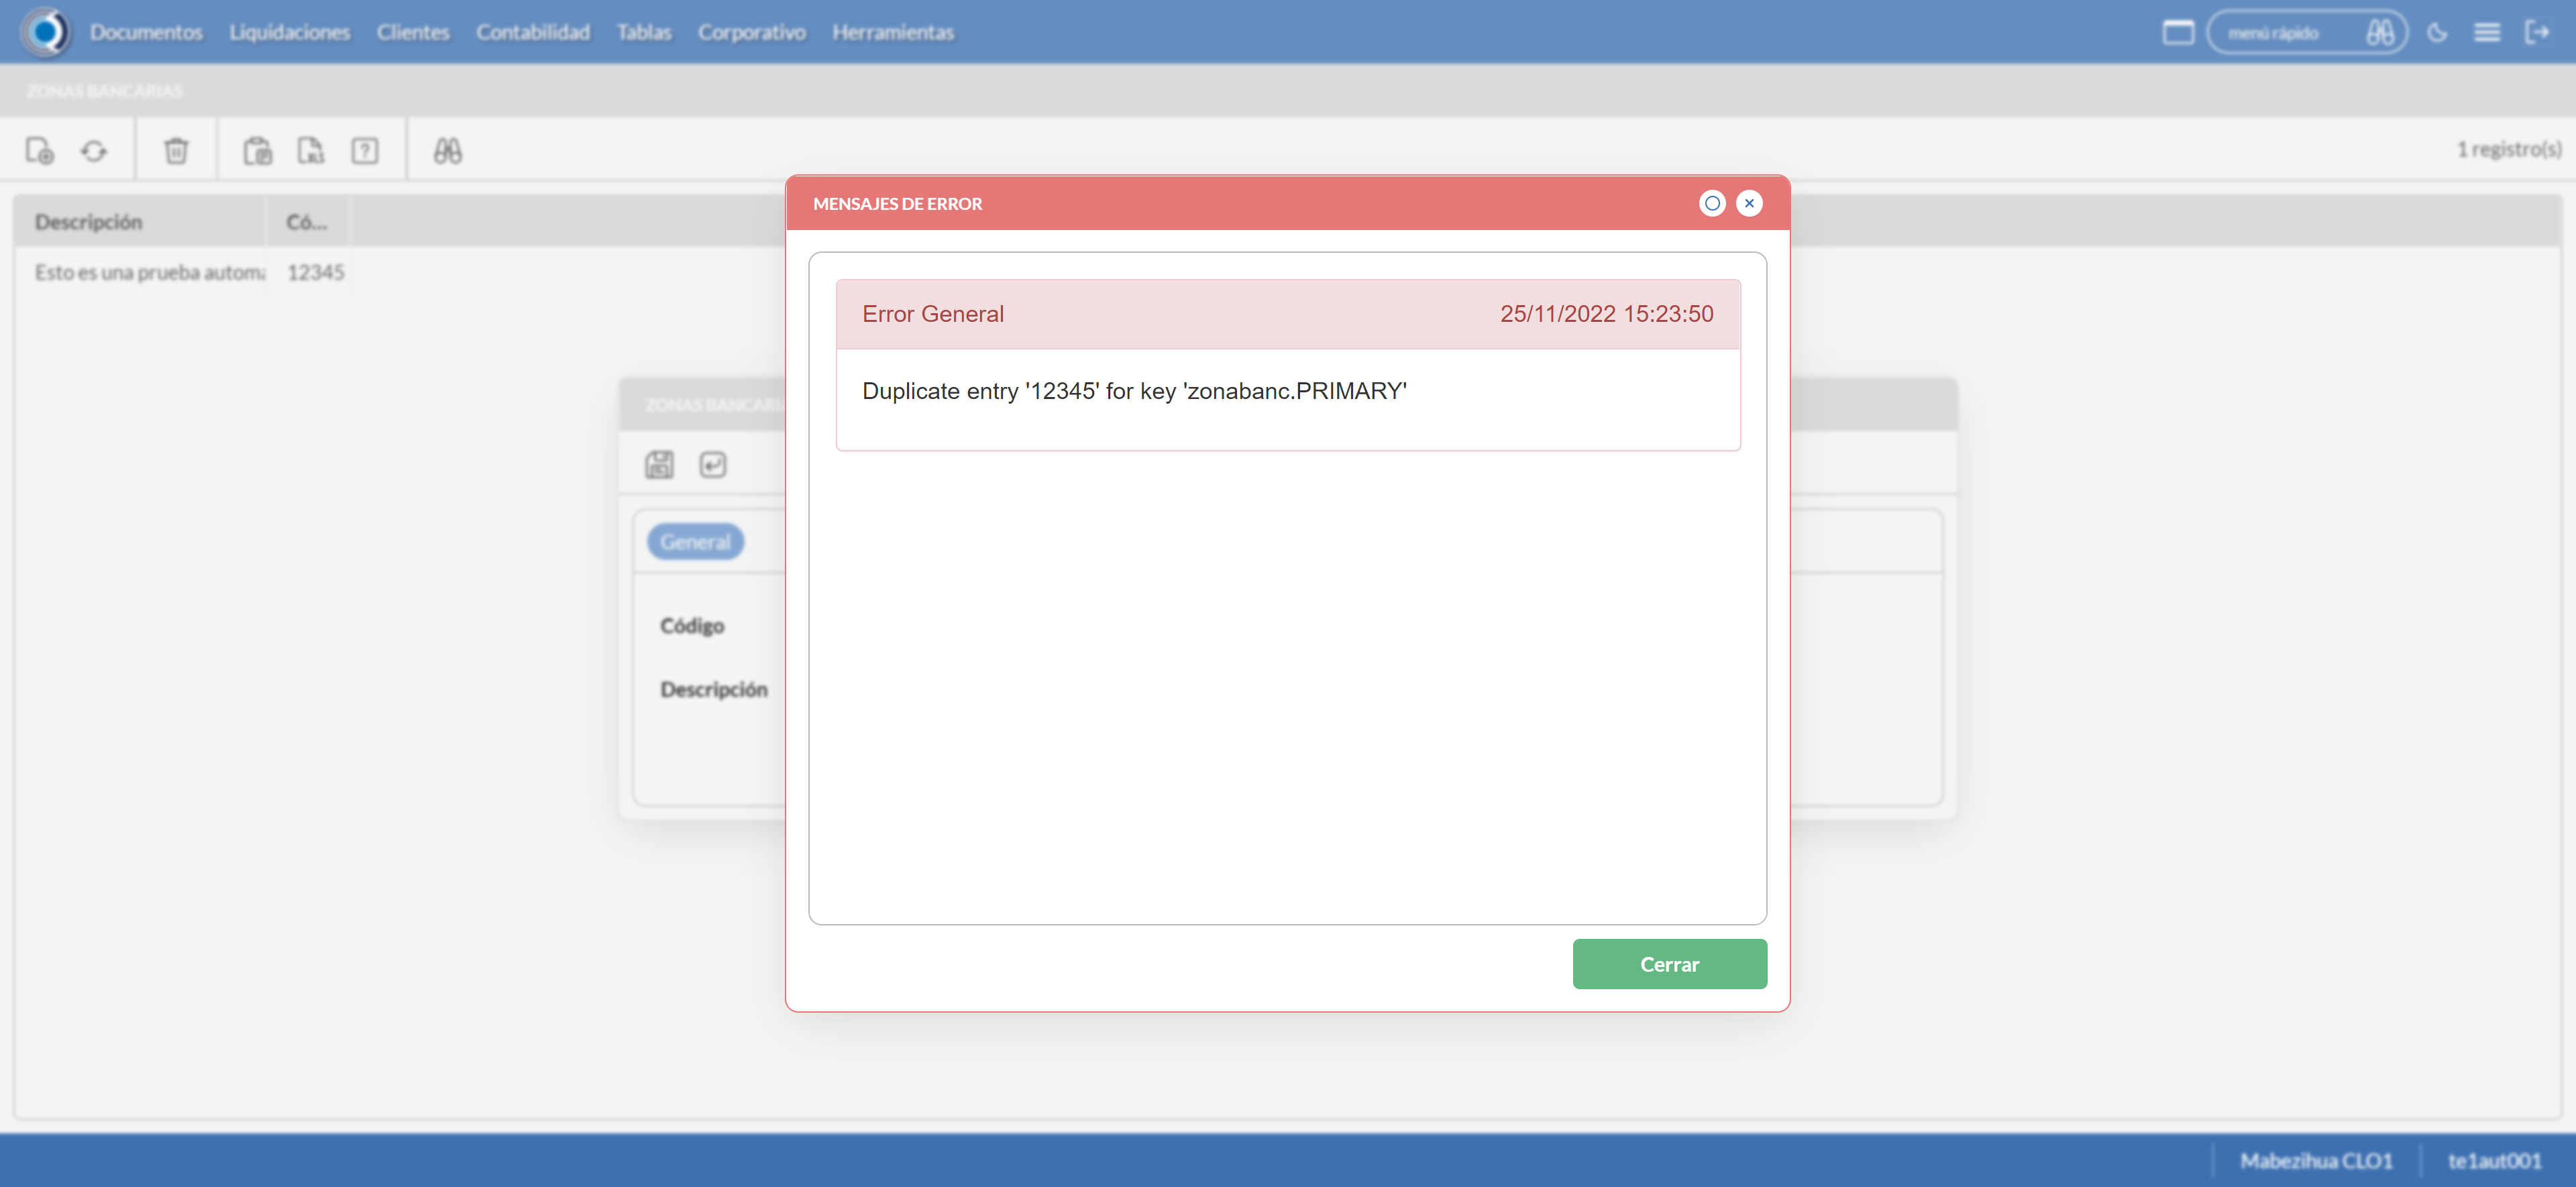 Documentos Liquidaciones Clientes Contabilidad Tablas Corporativo Herramientas menú rápido
ZONAS BANCARIAS
1 registro(s)
Descripción Có...
Esto es una prueba automa 12345
MENSAJES DE ERROR
Error General 25/11/2022 15:23:50
Duplicate entry '12345' for key 'zonabanc.PRIMARY'
Cerrar
ZONAS BANCARIA
General
Código
Descripción
Mabezihua CLO1 te1aut001